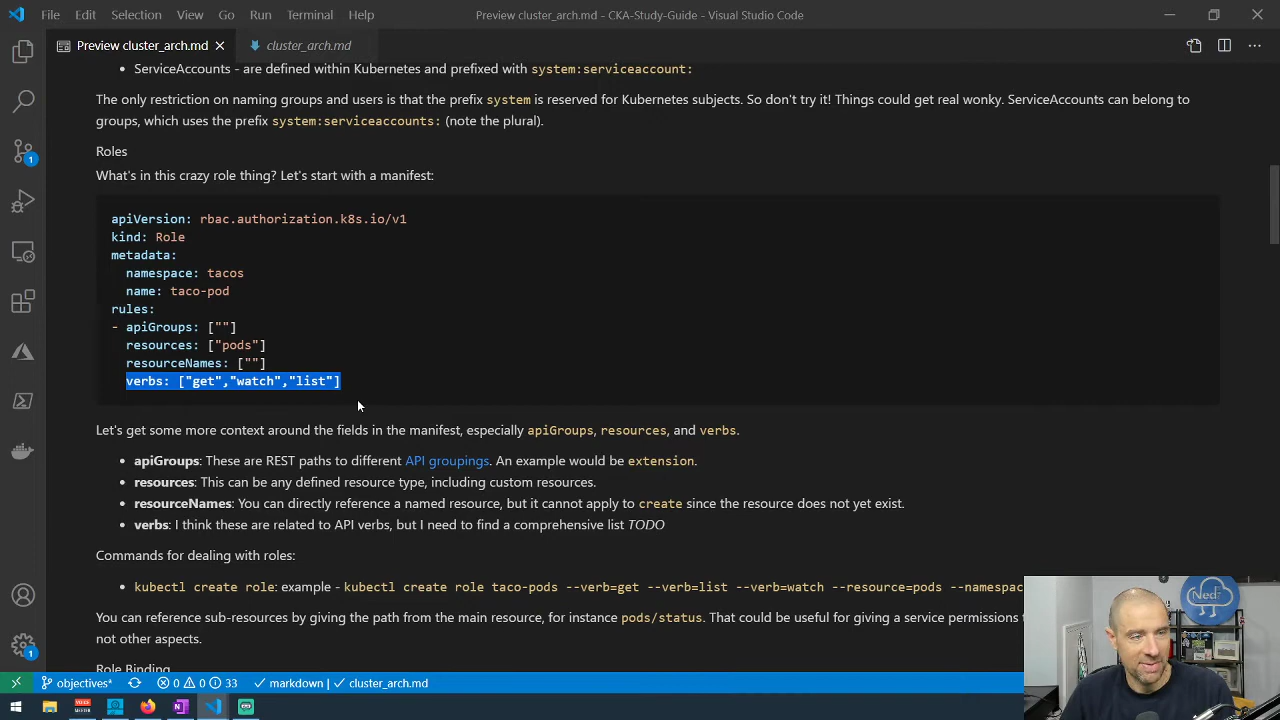 File Edit Selection View Go Run Terminal Help Preview cluster_arch.md - CKA-Study-Guide - Visual Studio Code
Preview cluster_arch.md cluster_arch.md
ServiceAccounts - are defined within Kubernetes and prefixed with system:serviceaccount:
The only restriction on naming groups and users is that the prefix system is reserved for Kubernetes subjects. So don't try it! Things could get real wonky. ServiceAccounts can belong to
groups, which uses the prefix system:serviceaccounts: (note the plural).
Roles
What's in this crazy role thing? Let's start with a manifest:
apiVersion: rbac.authorization.k8s.io/v1
kind: Role
metadata:
namespace: tacos
name: taco-pod
rules:
- apiGroups: [""]
resources: ["pods"]
resourceNames: [""]
verbs: ["get","watch","list"]
Let's get some more context around the fields in the manifest, especially apiGroups, resources, and verbs.
apiGroups: These are REST paths to different API groupings. An example would be extension.
resources: This can be any defined resource type, including custom resources.
resourceNames: You can directly reference a named resource, but it cannot apply to create since the resource does not yet exist.
verbs: I think these are related to API verbs, but I need to find a comprehensive list TODO
Commands for dealing with roles:
kubectl create role: example - kubectl create role taco-pods --verb=get --verb=list --verb=watch --resource=pods --namespac
You can reference sub-resources by giving the path from the main resource, for instance pods/status. That could be useful for giving a service permissions
not other aspects.
Role Binding
1
1
objectives* 0 0 33 markdown | cluster_arch.md
Ned